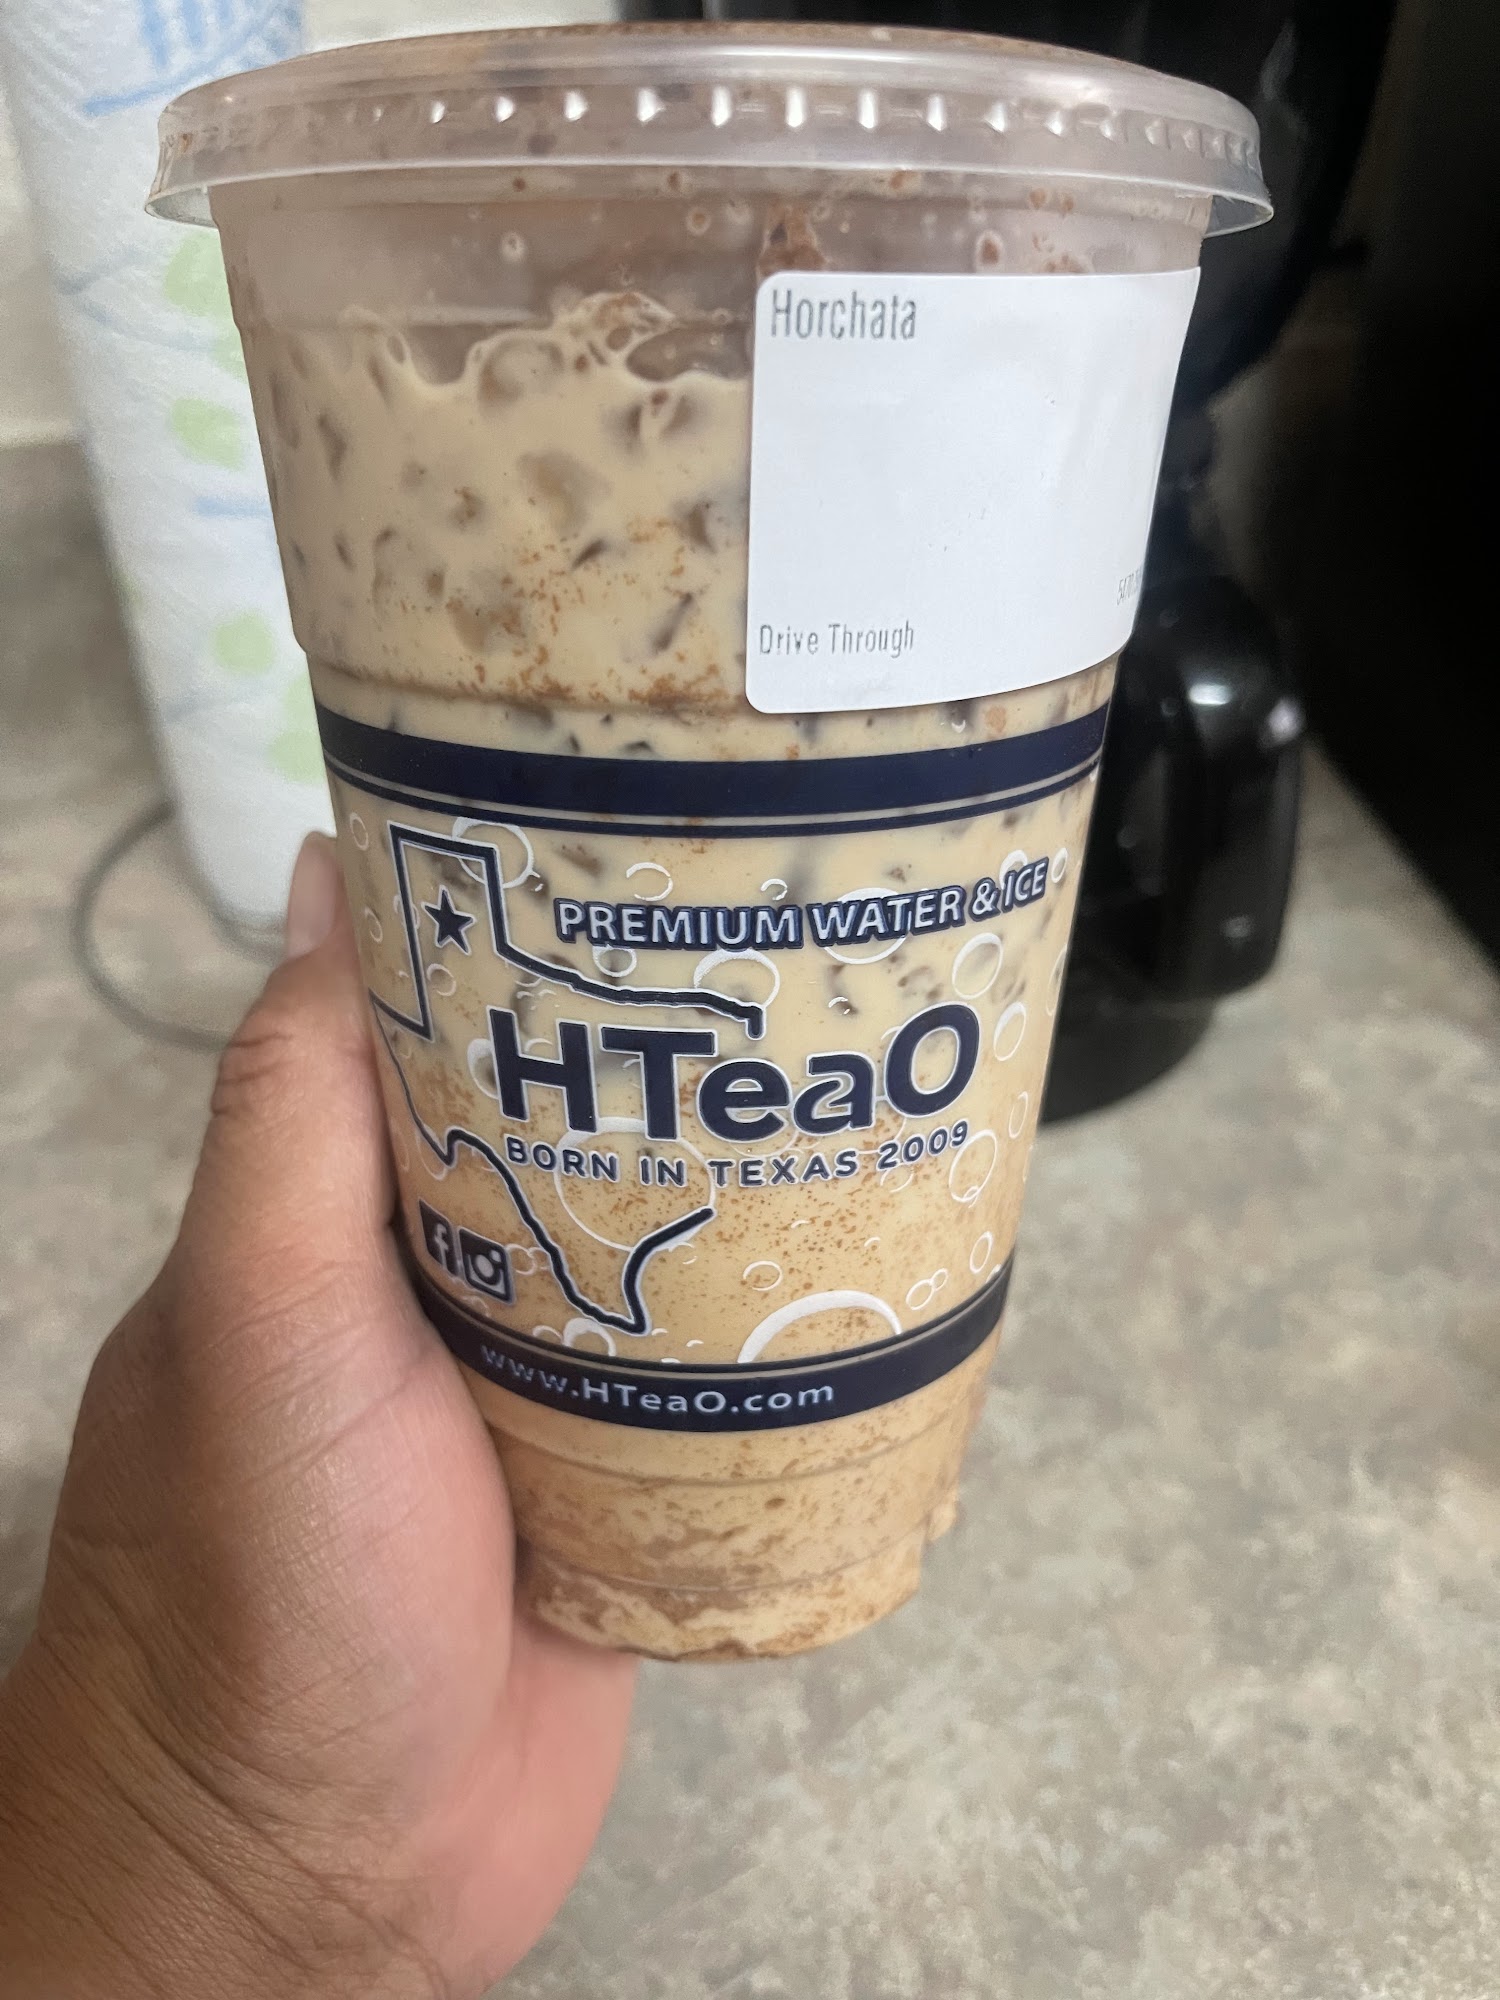 Horchata
Drive Through
PREMIUM WATER & ICE
HTeaO
BORN IN TEXAS 2009
www.HTeaO.com